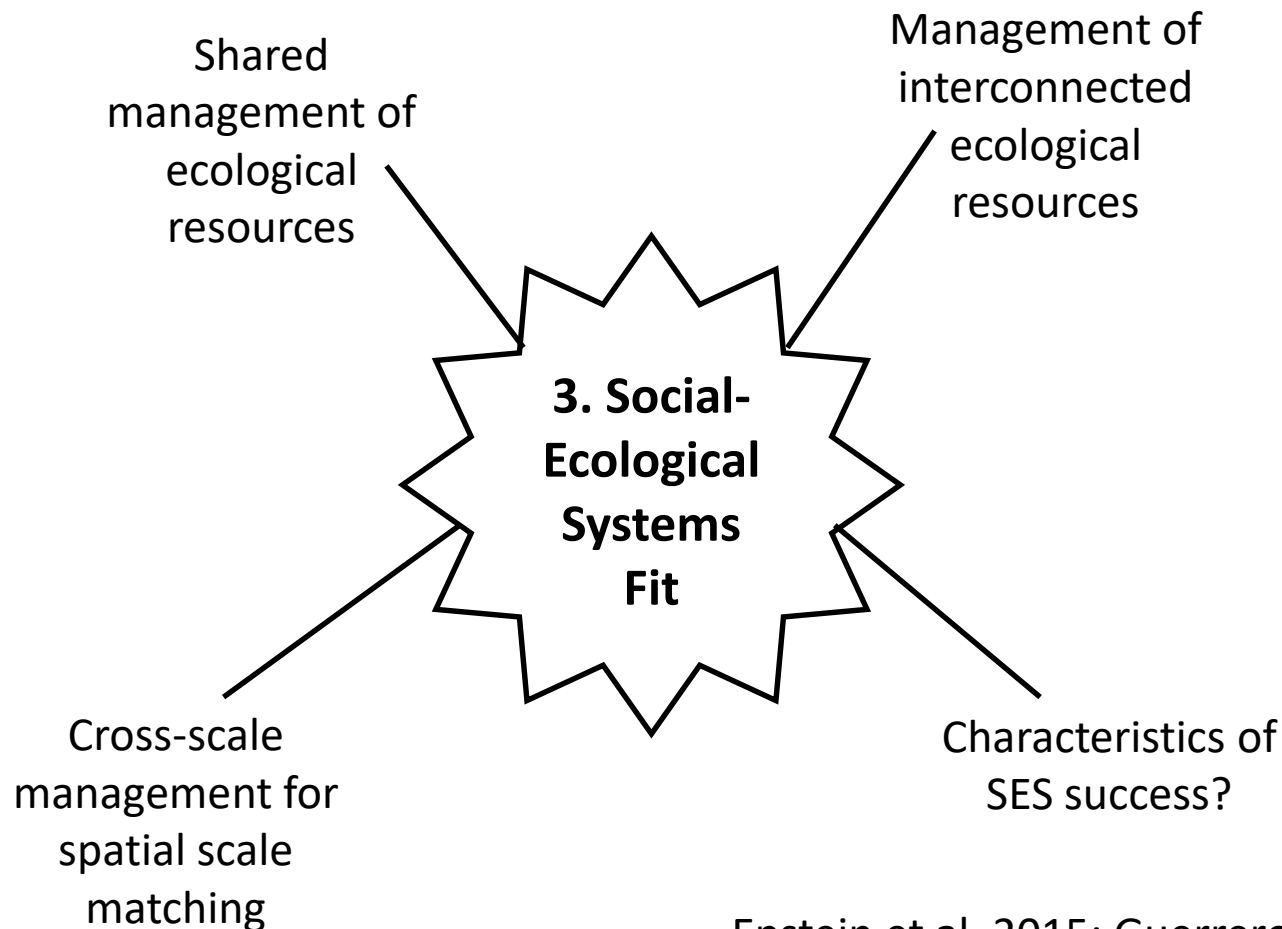 Shared
management of
ecological
resources
Management of
interconnected
ecological
resources
3. Social-
Ecological
Systems
Fit
Cross-scale
management for
spatial scale
matching
Characteristics of
SES success?
Epstein et al. 2015; Guerrero